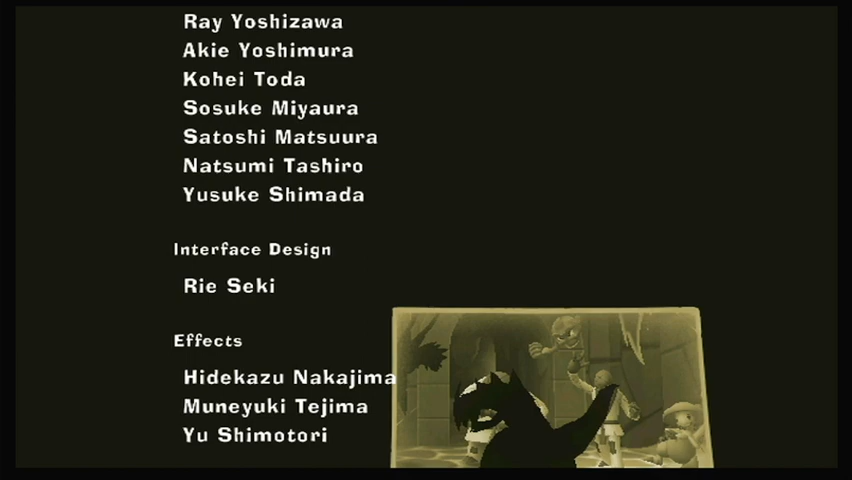 Ray Yoshizawa
Akie Yoshimura
Kohei Toda
Sosuke Miyaura
Satoshi Matsuura
Natsumi Tashiro
Yusuke Shimada
Interface Design
Rie Seki
Effects
Hidekazu Nakajima
Muneyuki Tejima
Yu Shimotori